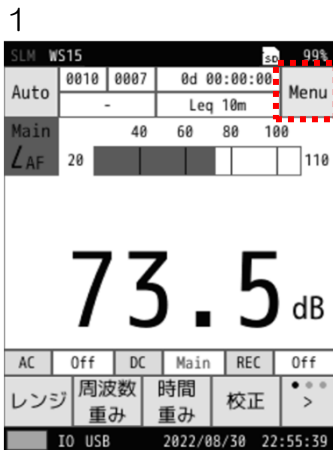 1
SLM WS15 SD 99%
Auto 0010 0007 0d 00:00:00 Menu
- Leq 10m
Main 40 60 80 100
LAF 20 110
73.5 dB
AC Off DC Main REC Off
レンジ 周波数 時間 校正 >
重み 重み
IO USB 2022/08/30 22:55:39